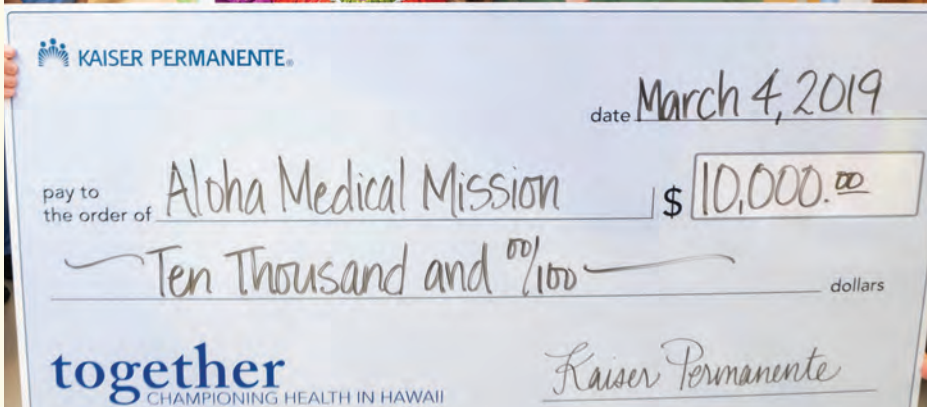 KAISER PERMANENTE®
date March 4, 2019
pay to
the order of Aloha Medical Mission $ 10,000.00
Ten Thousand and 00/100 dollars
together
CHAMPIONING HEALTH IN HAWAII
Kaiser Permanente